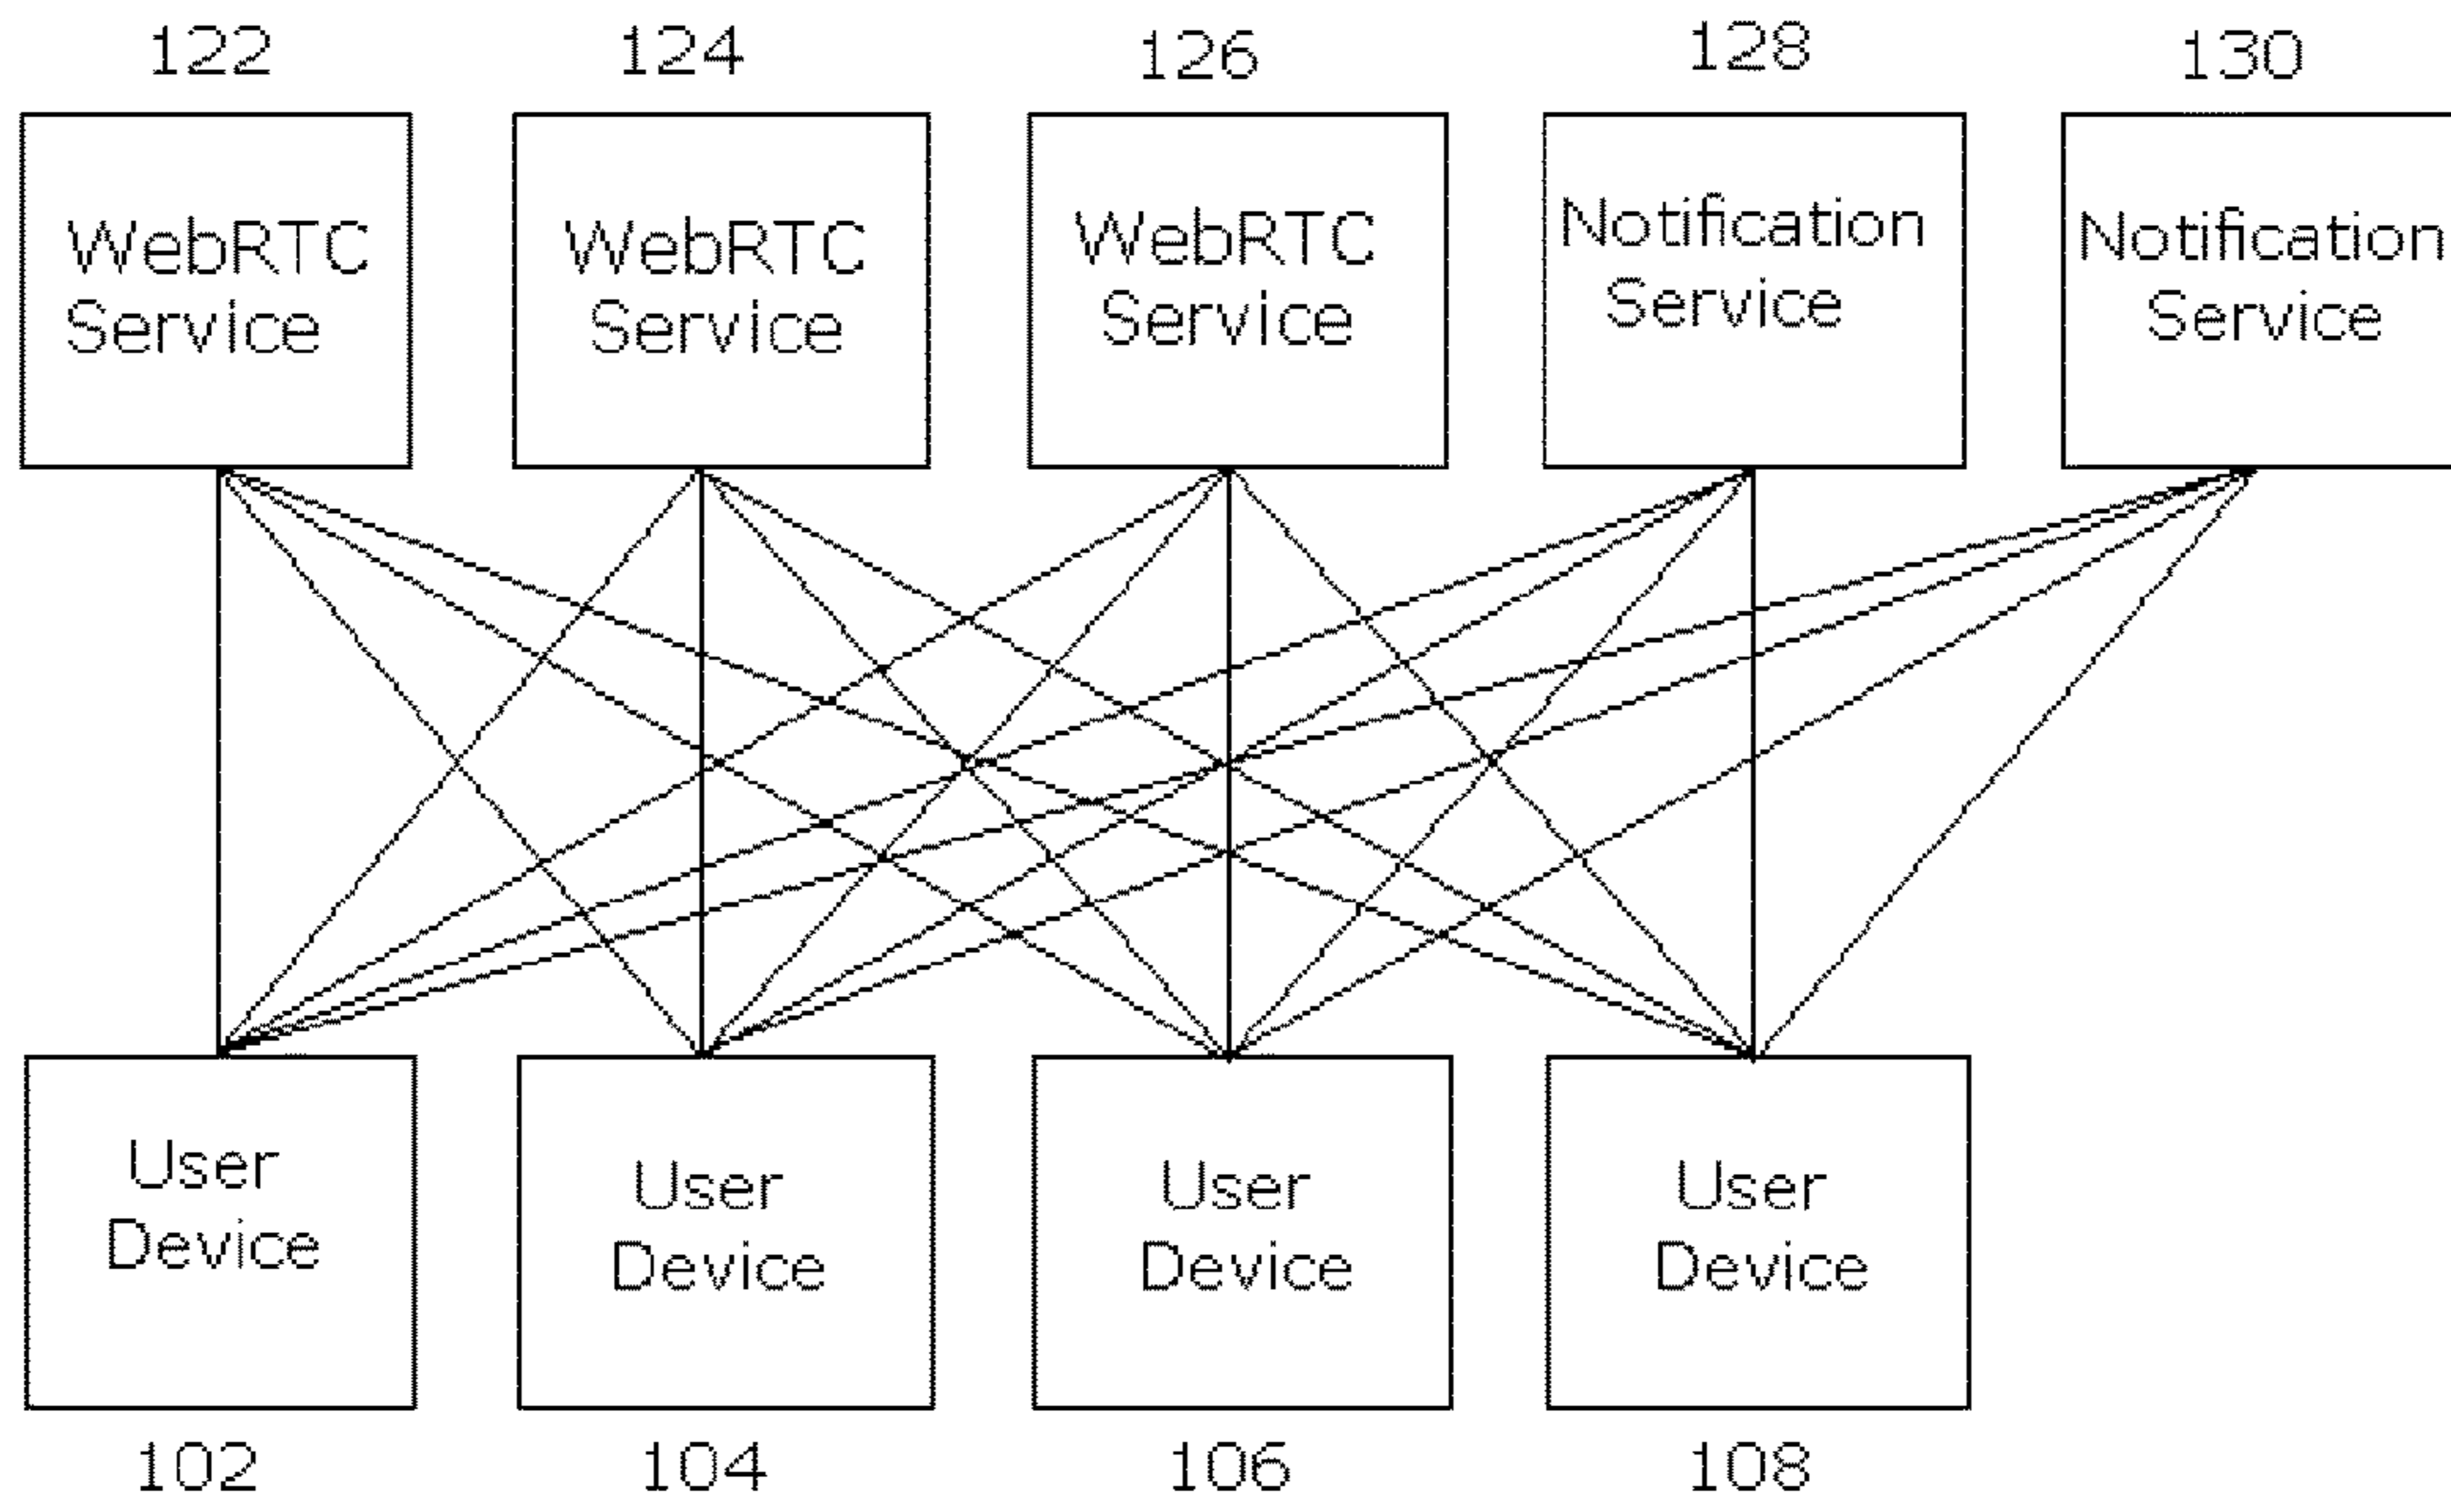 122 124 126 128 130
WebRTC WebRTC WebRTC Notification Notification
Service Service Service Service Service
User User User User
Device Device Device Device
102 104 106 108